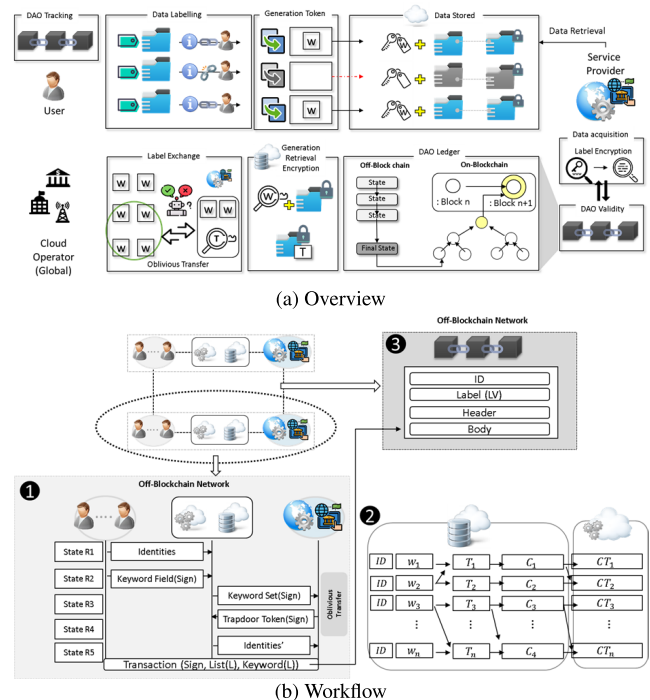 DAO Tracking
Data Labelling
Generation Token
Data Stored
W
W
Data Retrieval
User
Service
Provider
W
W
Data acquisition
Label Encryption
Label Exchange
Generation
Retrieval
Encryption
DAO Ledger
Off-Block chain
On-Blockchain
W W
W W
W W
?
W W
T
Oblivious Transfer
W
T
State
State
State
Final State
: Block n
: Block n+1
DAO Validity
Cloud
Operator
(Global)
(a) Overview
Off-Blockchain Network
3
ID
Label (LV)
Header
Body
1
Off-Blockchain Network
State R1
Identities
State R2
Keyword Field(Sign)
State R3
Keyword Set(Sign)
State R4
Trapdoor Token(Sign)
State R5
Identities'
Oblivious
Transfer
Transaction (Sign, List(L), Keyword(L))
2
ID w₁ T₁ C₁ CT₁
ID w₂ T₂ C₂ CT₂
ID w₃ T₃ C₃ CT₃
⋮ ⋮ ⋮ ⋮
ID wₙ Tₙ C₄ CTₙ
(b) Workflow